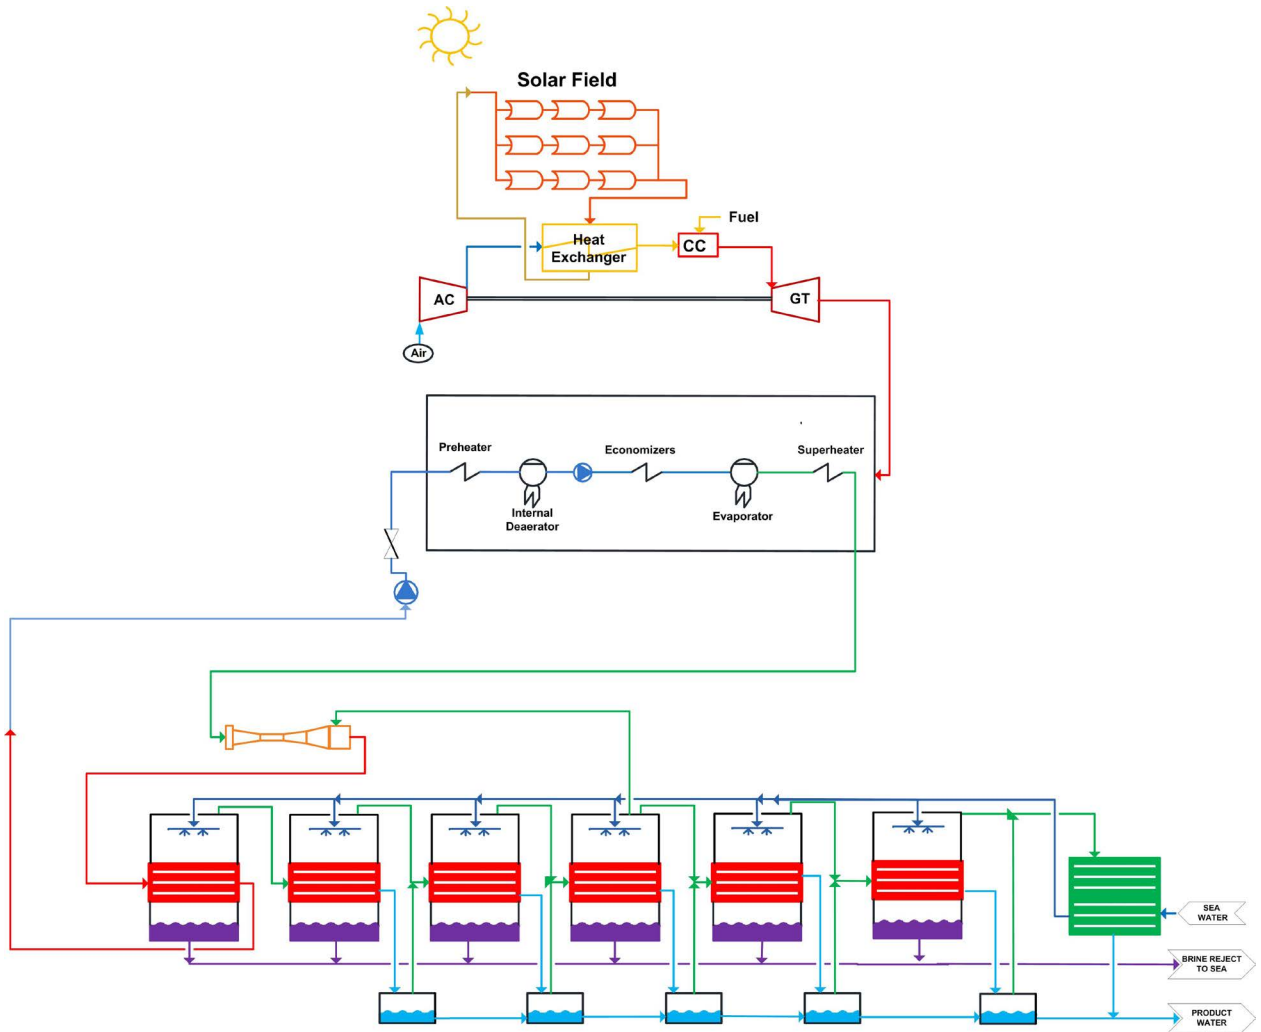 Solar Field
Fuel
Heat
Exchanger
CC
AC
GT
Air
Preheater
Economizers
Superheater
Internal
Deaerator
Evaporator
SEA
WATER
BRINE REJECT
TO SEA
PRODUCT
WATER